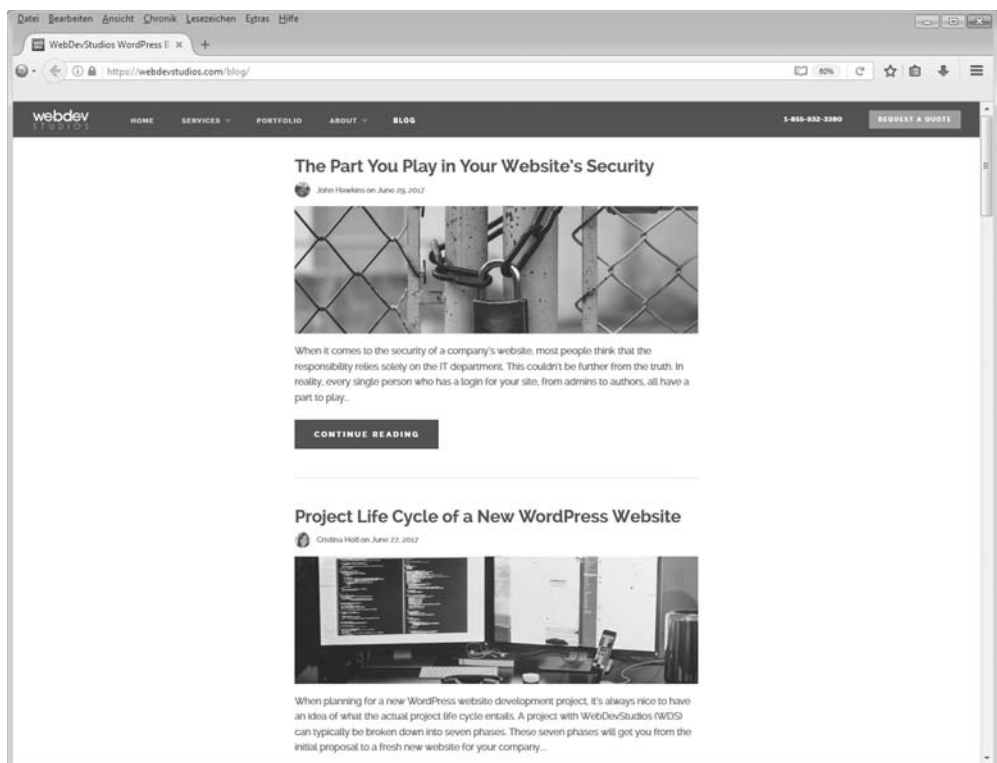 Datei Bearbeiten Ansicht Chronik Lesezeichen Extras Hilfe
WebDevStudios WordPress B
https://webdevstudios.com/blog/
80%
webdev
STUDIOS
HOME SERVICES PORTFOLIO ABOUT BLOG
1-855-932-3380
REQUEST A QUOTE
The Part You Play in Your Website's Security
John Hawkins on June 29, 2017
When it comes to the security of a company's website, most people think that the
responsibility relies solely on the IT department. This couldn't be further from the truth. In
reality, every single person who has a login for your site, from admins to authors, all have a
part to play...
CONTINUE READING
Project Life Cycle of a New WordPress Website
Cristina Holt on June 27, 2017
When planning for a new WordPress website development project, it's always nice to have
an idea of what the actual project life cycle entails. A project with WebDevStudios (WDS)
can typically be broken down into seven phases. These seven phases will get you from the
initial proposal to a fresh new website for your company....